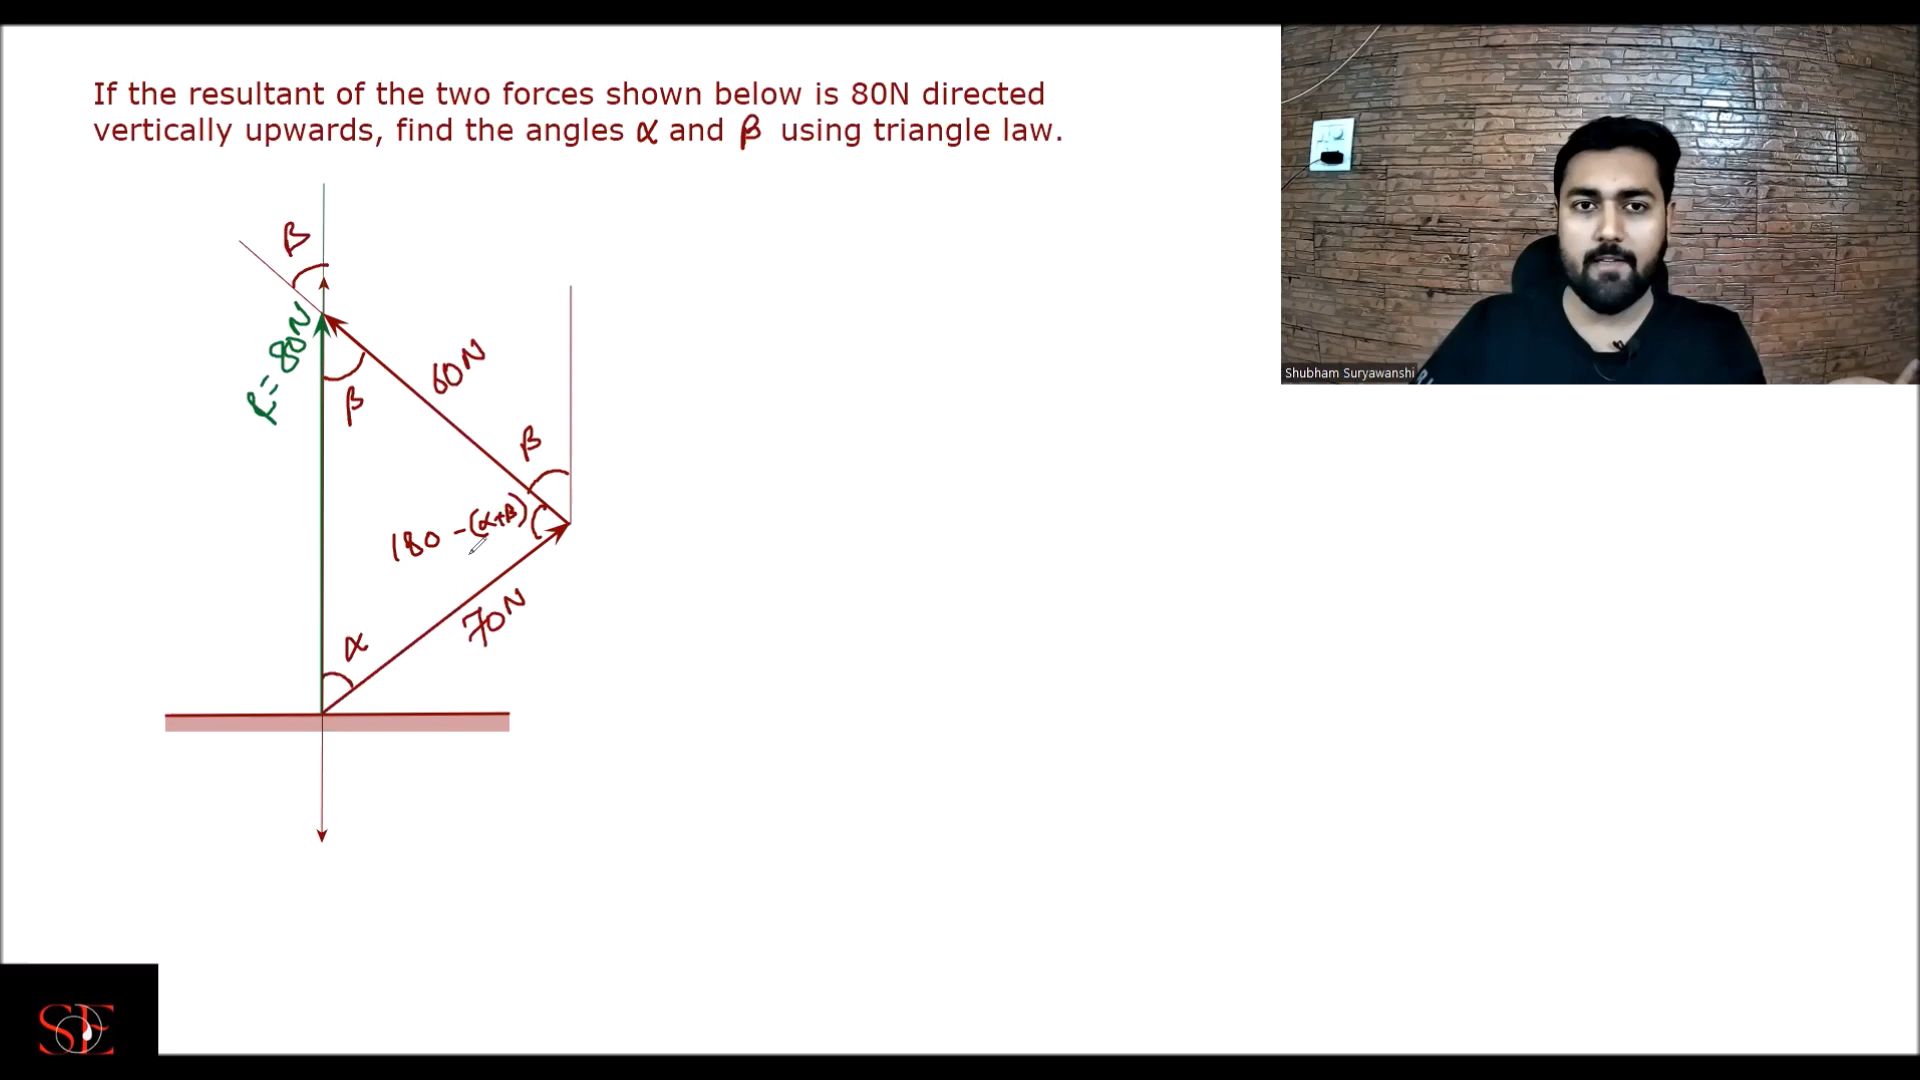 If the resultant of the two forces shown below is 80N directed
vertically upwards, find the angles α and β using triangle law.
β
R = 80N
60N
β
β
180 - (α+β)
70N
α
Shubham Suryawanshi
SE